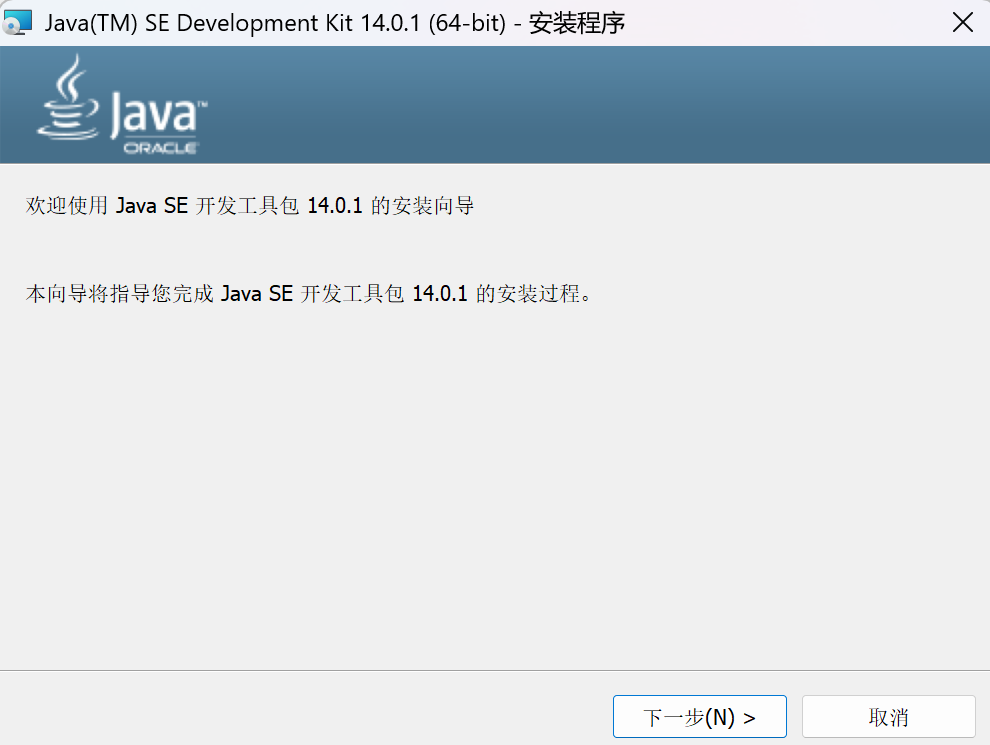 Java(TM) SE Development Kit 14.0.1 (64-bit) - 安装程序
Java™
ORACLE
欢迎使用 Java SE 开发工具包 14.0.1 的安装向导
本向导将指导您完成 Java SE 开发工具包 14.0.1 的安装过程。
下一步(N) > 取消